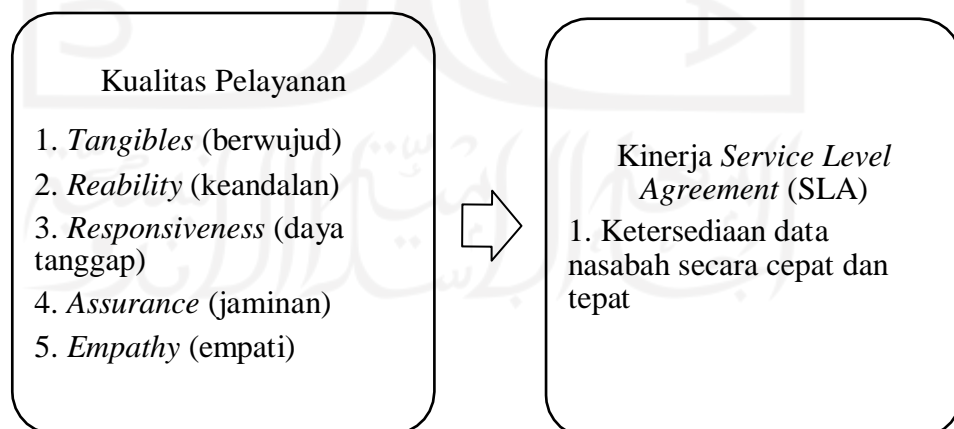 Kualitas Pelayanan
1. Tangibles (berwujud)
2. Reability (keandalan)
3. Responsiveness (daya
tanggap)
4. Assurance (jaminan)
5. Empathy (empati)
Kinerja Service Level
Agreement (SLA)
1. Ketersediaan data
nasabah secara cepat dan
tepat